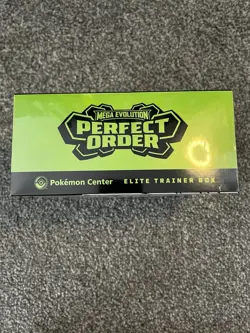 MEGA EVOLUTION
PERFECT
ORDER
Pokémon Center ELITE TRAINER BOX